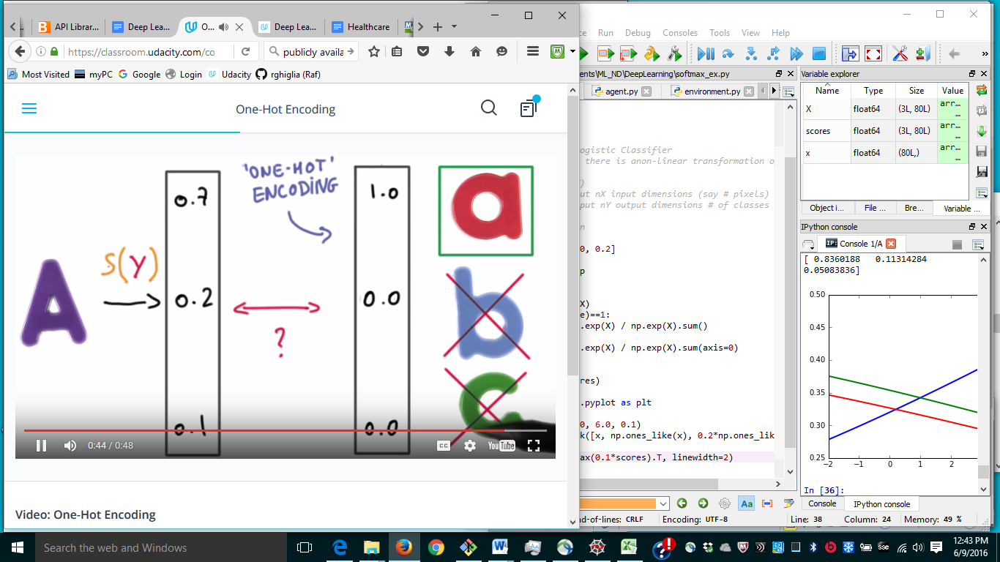 API Librar...
Deep Lea...
O...
Deep Lea...
Healthcare
https://classroom.udacity.com/co
publicly availa
Most Visited
myPC
Google
Login
Udacity
rghiglia (Raf)
One-Hot Encoding
'ONE-HOT'
ENCODING
A
S(Y)
?
0.7
0.2
0.1
1.0
0.0
0.0
a
b
c
0:44 / 0:48
CC
YouTube
Video: One-Hot Encoding
ce Run Debug Consoles Tools View Help
ents\ML_ND\DeepLearning\softmax_ex.py
agent.py
environment.py
ogistic Classifier
there is anon-linear transformation o
)
ut nX input dimensions (say # pixels)
put nY output dimensions # of classes
n
0, 0.2]
p
X)
e)==1:
.exp(X) / np.exp(X).sum()
.exp(X) / np.exp(X).sum(axis=0)
res)
.pyplot as plt
0, 6.0, 0.1)
k([x, np.ones_like(x), 0.2*np.ones_lik
ax(0.1*scores).T, linewidth=2)
Aa
nd-of-lines: CRLF
Encoding: UTF-8
Line: 38
Column: 24
Memory: 49 %
Variable explorer
Name Type Size Value
X float64 (3L, 80L) arr...
...
scores float64 (3L, 80L) arr...
...
x float64 (80L,) arr...
...
Object i...
File ...
Bre...
Variable ...
IPython console
IP:
Console 1/A
[ 0.8360188 0.11314284
0.05083836]
0.50
0.45
0.40
0.35
0.30
0.25
−2 −1 0 1 2
In [36]:
Console
IPython console
Search the web and Windows
sse
12:43 PM
6/9/2016